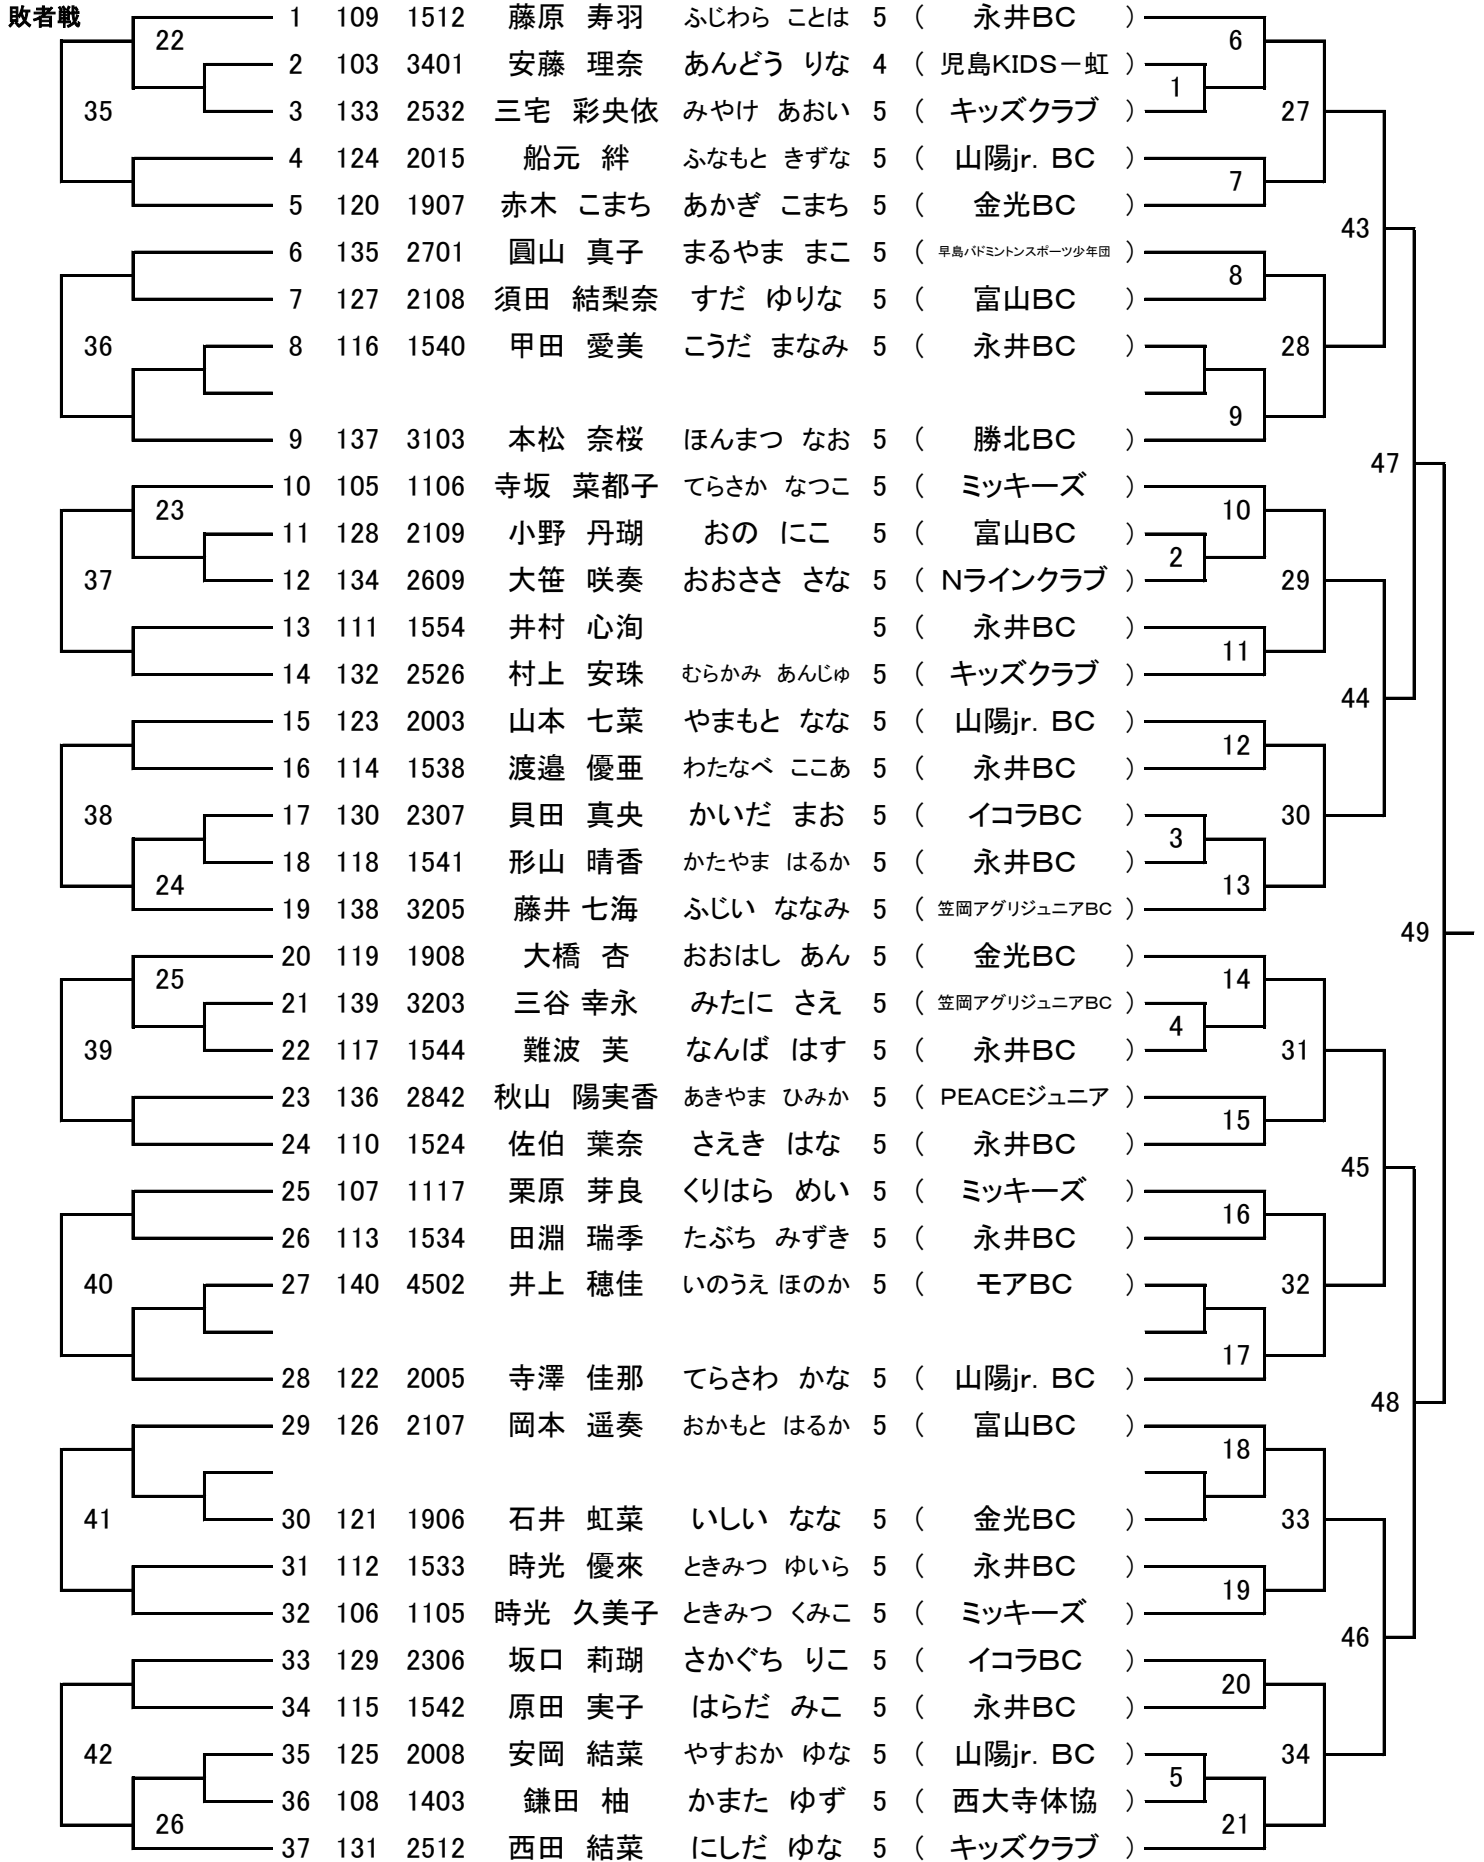 敗者戦
1 109 1512 藤原 寿羽 ふじわら ことは 5 ( 永井BC )
22 6
2 103 3401 安藤 理奈 あんどう りな 4 ( 児島KIDS－虹 )
1
35 3 133 2532 三宅 彩央依 みやけ あおい 5 ( キッズクラブ ) 27
4 124 2015 船元 絆 ふなもと きずな 5 ( 山陽jr. BC )
7
5 120 1907 赤木 こまち あかぎ こまち 5 ( 金光BC )
43
6 135 2701 圓山 真子 まるやま まこ 5 ( 早島バドミントンスポーツ少年団 )
8
7 127 2108 須田 結梨奈 すだ ゆりな 5 ( 富山BC )
36 8 116 1540 甲田 愛美 こうだ まなみ 5 ( 永井BC ) 28
9
9 137 3103 本松 奈桜 ほんまつ なお 5 ( 勝北BC )
47
10 105 1106 寺坂 菜都子 てらさか なつこ 5 ( ミッキーズ )
23 10
11 128 2109 小野 丹瑚 おの にこ 5 ( 富山BC )
2
37 12 134 2609 大笹 咲奏 おおささ さな 5 ( Nラインクラブ ) 29
13 111 1554 井村 心洵 5 ( 永井BC )
11
14 132 2526 村上 安珠 むらかみ あんじゅ 5 ( キッズクラブ )
44
15 123 2003 山本 七菜 やまもと なな 5 ( 山陽jr. BC )
12
16 114 1538 渡邉 優亜 わたなべ ここあ 5 ( 永井BC )
38 17 130 2307 貝田 真央 かいだ まお 5 ( イコラBC ) 30
3
18 118 1541 形山 晴香 かたやま はるか 5 ( 永井BC )
24 13
19 138 3205 藤井 七海 ふじい ななみ 5 ( 笠岡アグリジュニアBC )
49
20 119 1908 大橋 杏 おおはし あん 5 ( 金光BC )
25 14
21 139 3203 三谷 幸永 みたに さえ 5 ( 笠岡アグリジュニアBC )
4
39 22 117 1544 難波 芙 なんば はす 5 ( 永井BC ) 31
23 136 2842 秋山 陽実香 あきやま ひみか 5 ( PEACEジュニア )
15
24 110 1524 佐伯 葉奈 さえき はな 5 ( 永井BC )
45
25 107 1117 栗原 芽良 くりはら めい 5 ( ミッキーズ )
16
26 113 1534 田淵 瑞季 たぶち みずき 5 ( 永井BC )
40 27 140 4502 井上 穂佳 いのうえ ほのか 5 ( モアBC ) 32
17
28 122 2005 寺澤 佳那 てらさわ かな 5 ( 山陽jr. BC )
48
29 126 2107 岡本 遥奏 おかもと はるか 5 ( 富山BC )
18
41 30 121 1906 石井 虹菜 いしい なな 5 ( 金光BC ) 33
31 112 1533 時光 優來 ときみつ ゆいら 5 ( 永井BC )
19
32 106 1105 時光 久美子 ときみつ くみこ 5 ( ミッキーズ )
46
33 129 2306 坂口 莉瑚 さかぐち りこ 5 ( イコラBC )
20
34 115 1542 原田 実子 はらだ みこ 5 ( 永井BC )
42 35 125 2008 安岡 結菜 やすおか ゆな 5 ( 山陽jr. BC ) 34
5
36 108 1403 鎌田 柚 かまた ゆず 5 ( 西大寺体協 )
26 21
37 131 2512 西田 結菜 にしだ ゆな 5 ( キッズクラブ )